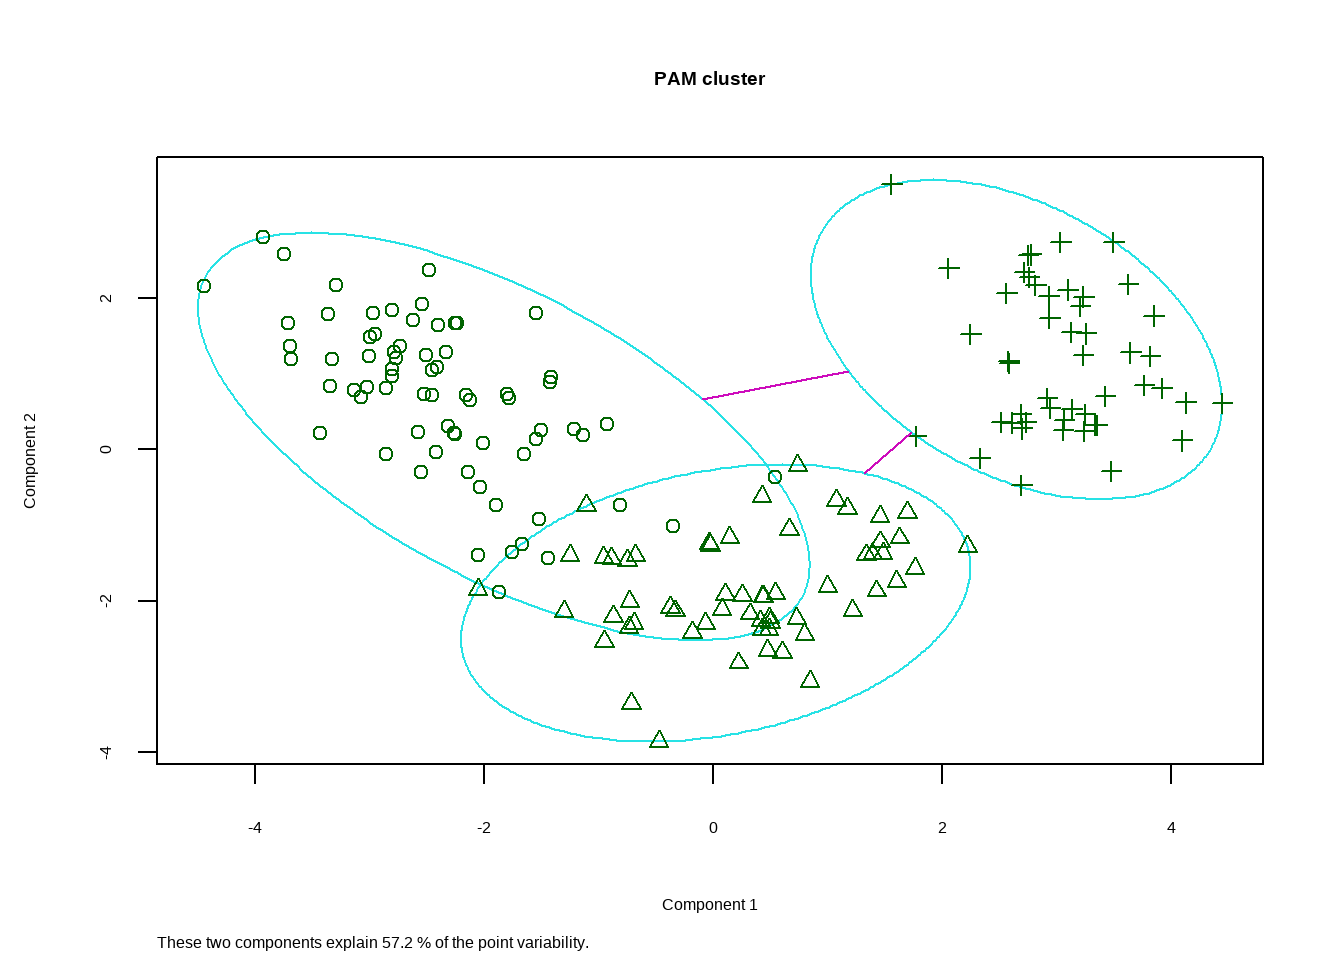 PAM cluster
Component 2
2
0
-2
-4
-4 -2 0 2 4
Component 1
These two components explain 57.2 % of the point variability.